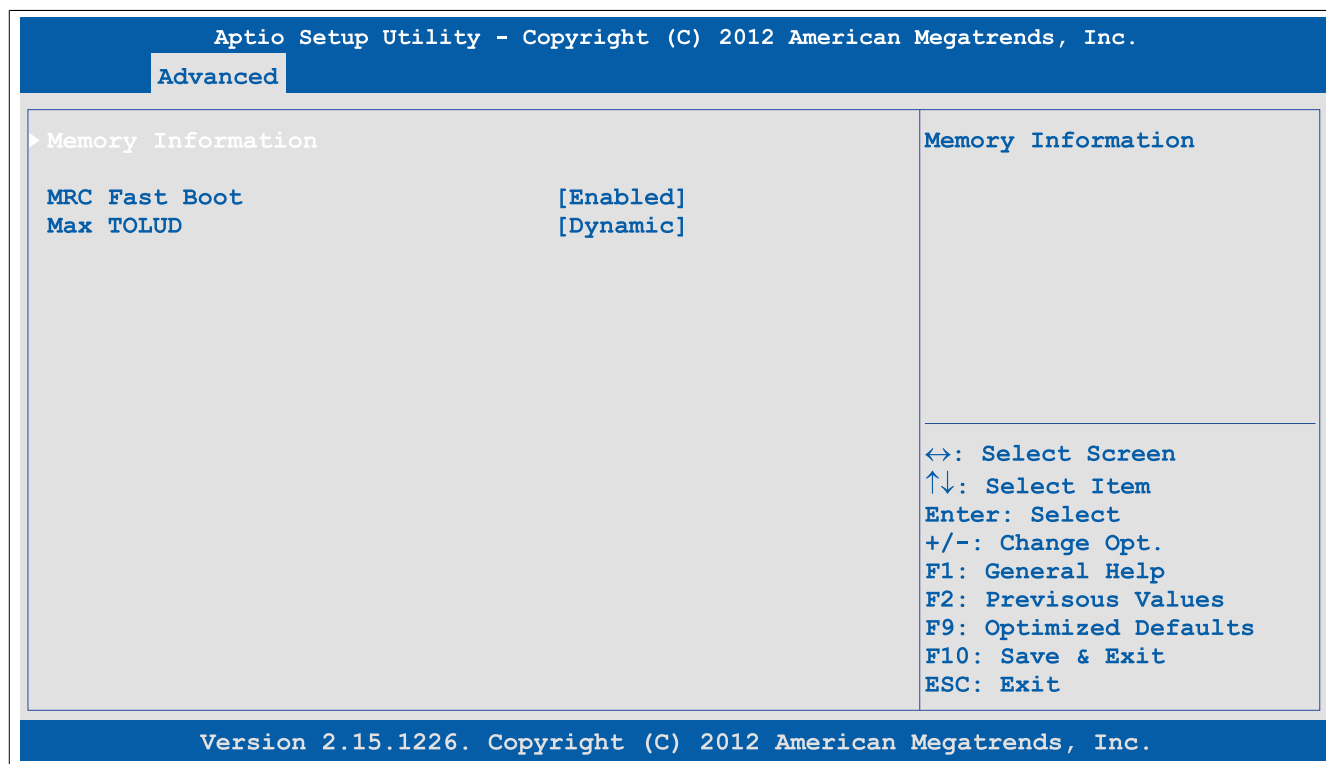 Aptio Setup Utility - Copyright (C) 2012 American Megatrends, Inc.
Advanced
Memory Information
MRC Fast Boot [Enabled]
Max TOLUD [Dynamic]
Memory Information
↔: Select Screen
↑↓: Select Item
Enter: Select
+/-: Change Opt.
F1: General Help
F2: Previsous Values
F9: Optimized Defaults
F10: Save & Exit
ESC: Exit
Version 2.15.1226. Copyright (C) 2012 American Megatrends, Inc.